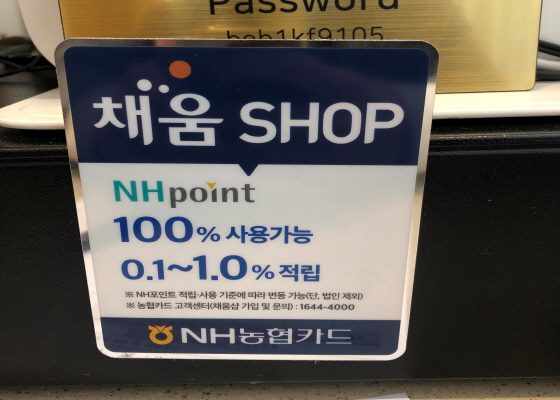 Password
채움 SHOP
NHpoint
100% 사용가능
0.1~1.0% 적립
※ NH포인트 적립·사용 기준에 따라 변동 가능(단, 법인 제외)
※ 농협카드 고객센터(채움샵 가입 및 문의) : 1644-4000
NH농협카드